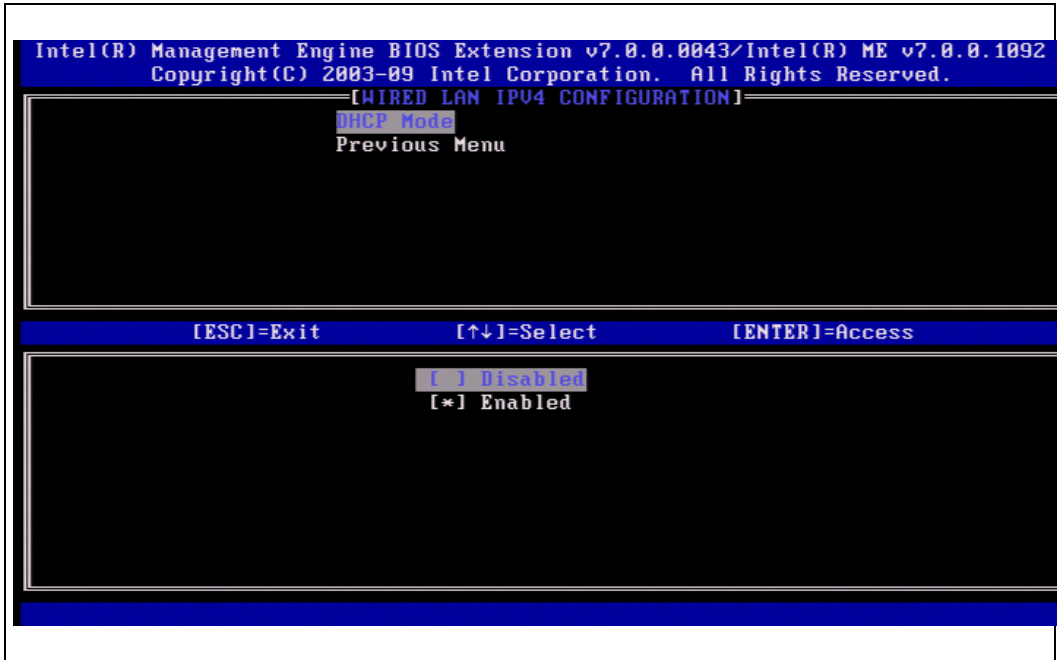 Intel(R) Management Engine BIOS Extension v7.0.0.0043/Intel(R) ME v7.0.0.1092
Copyright(C) 2003-09 Intel Corporation. All Rights Reserved.
[WIRED LAN IPV4 CONFIGURATION]
DHCP Mode
Previous Menu
[ESC]=Exit [↑↓]=Select [ENTER]=Access
[ ] Disabled
[*] Enabled